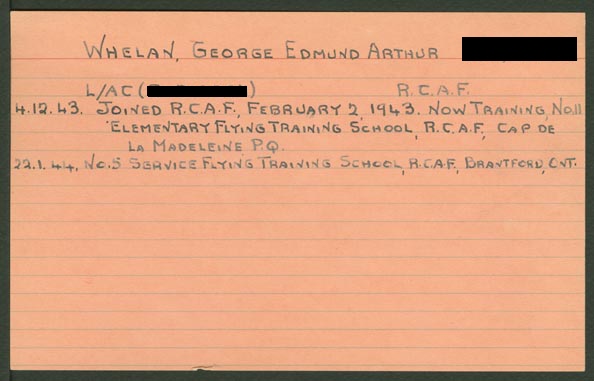 WHELAN, GEORGE EDMUND ARTHUR
L/AC ( ) R.C.A.F.
4.12.43. JOINED R.C.A.F., FEBRUARY 2, 1943. NOW TRAINING, NO.11
ELEMENTARY FLYING TRAINING SCHOOL, R.C.A.F., CAP DE
LA MADELEINE P.Q.
22.1.44, NO.5 SERVICE FLYING TRAINING SCHOOL, R.C.A.F., BRANTFORD, ONT.